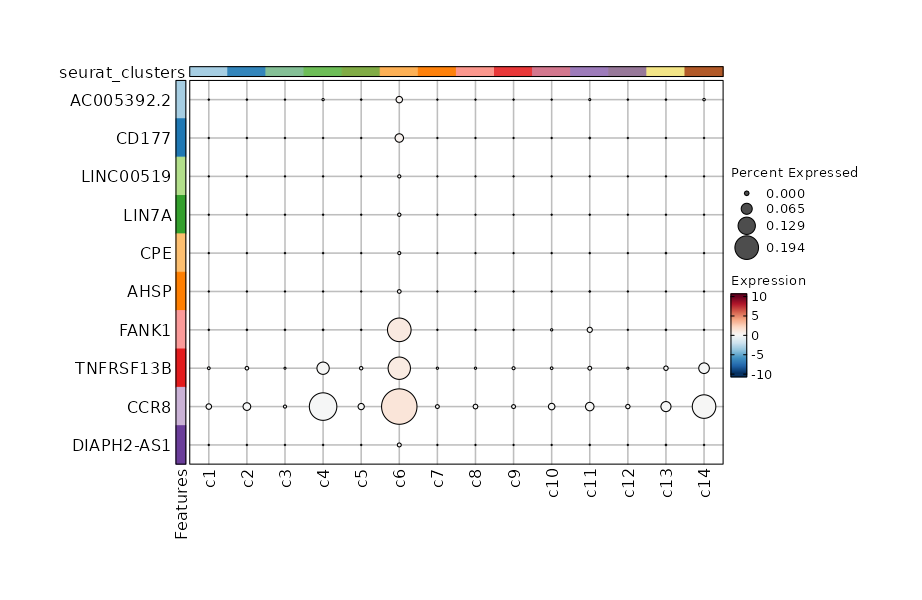 seurat_clusters
AC005392.2
CD177
LINC00519
LIN7A
CPE
AHSP
FANK1
TNFRSF13B
CCR8
DIAPH2-AS1
Features
c1
c2
c3
c4
c5
c6
c7
c8
c9
c10
c11
c12
c13
c14
Percent Expressed
0.000
0.065
0.129
0.194
Expression
10
5
0
-5
-10